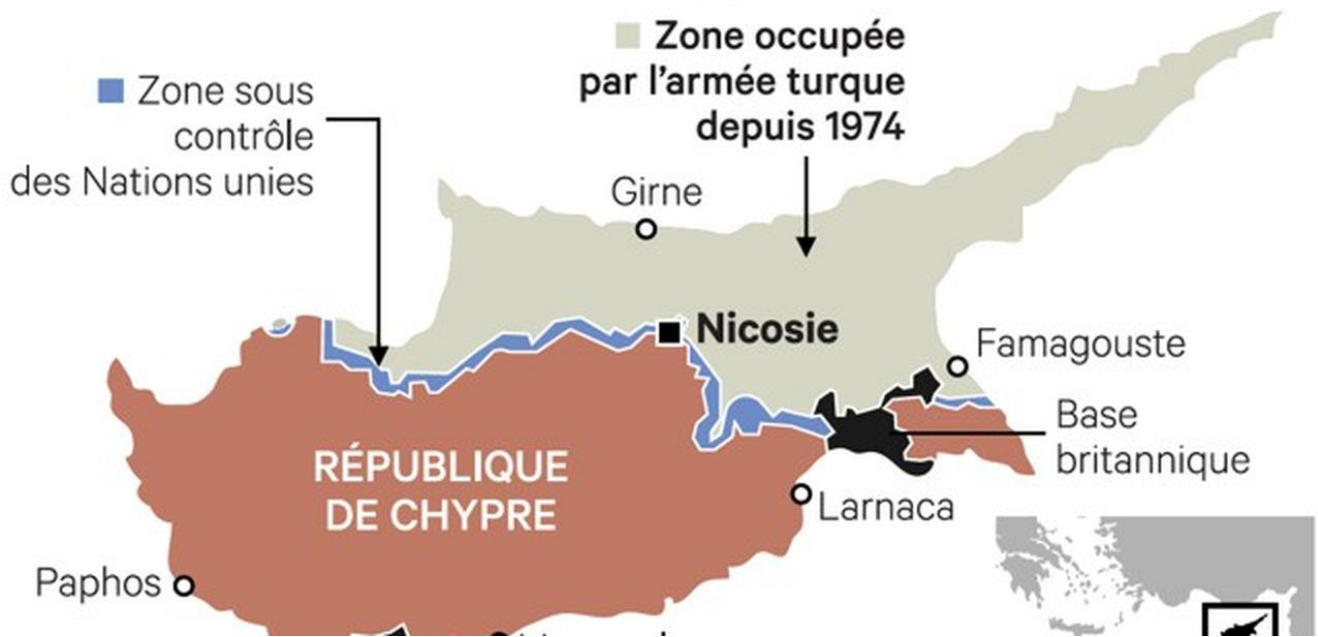 Zone occupée
par l'armée turque
depuis 1974
Zone sous
contrôle
des Nations unies
Girne
Nicosie
Famagouste
Base
britannique
RÉPUBLIQUE
DE CHYPRE
Larnaca
Paphos